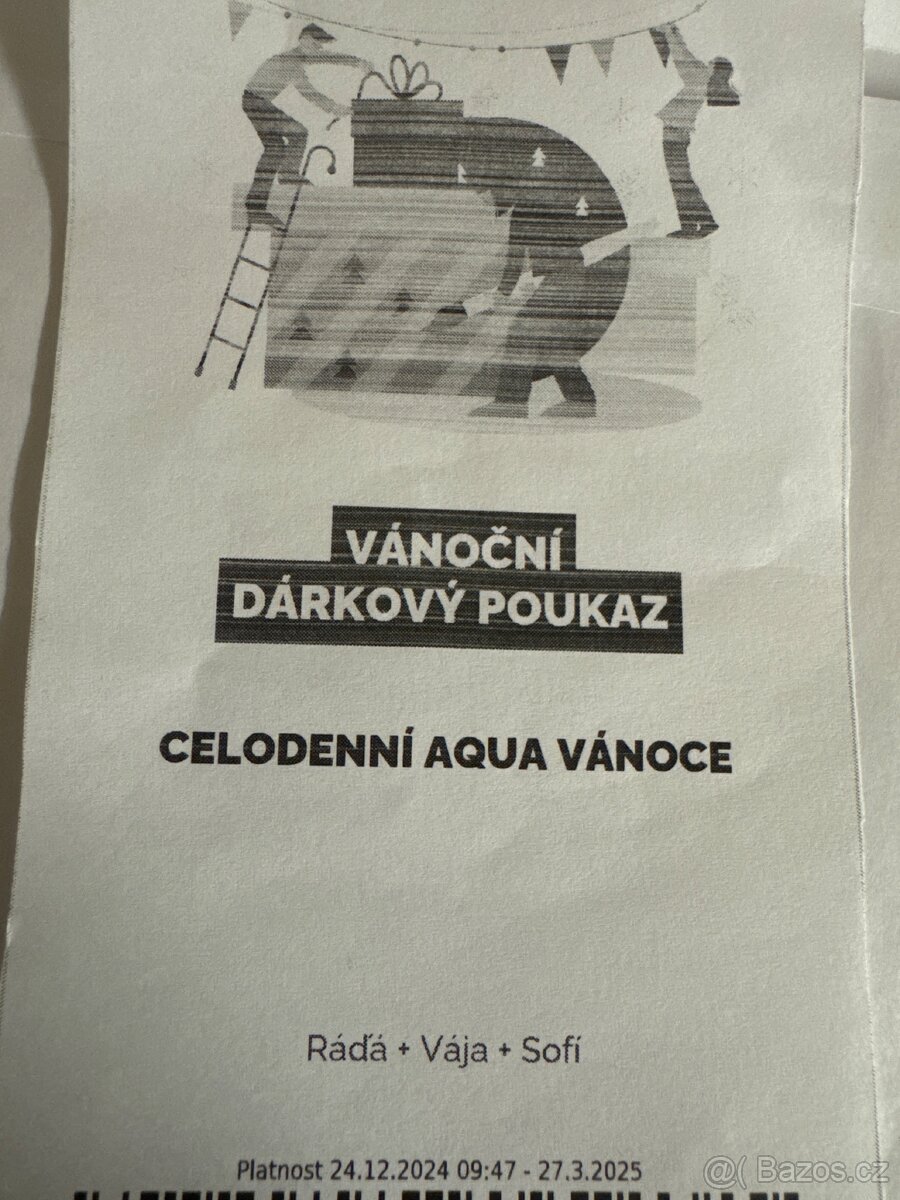 VÁNOČNÍ
DÁRKOVÝ POUKAZ
CELODENNÍ AQUA VÁNOCE
Ráďá + Vája + Sofí
Platnost 24.12.2024 09:47 - 27.3.2025
@( Bazos.cz